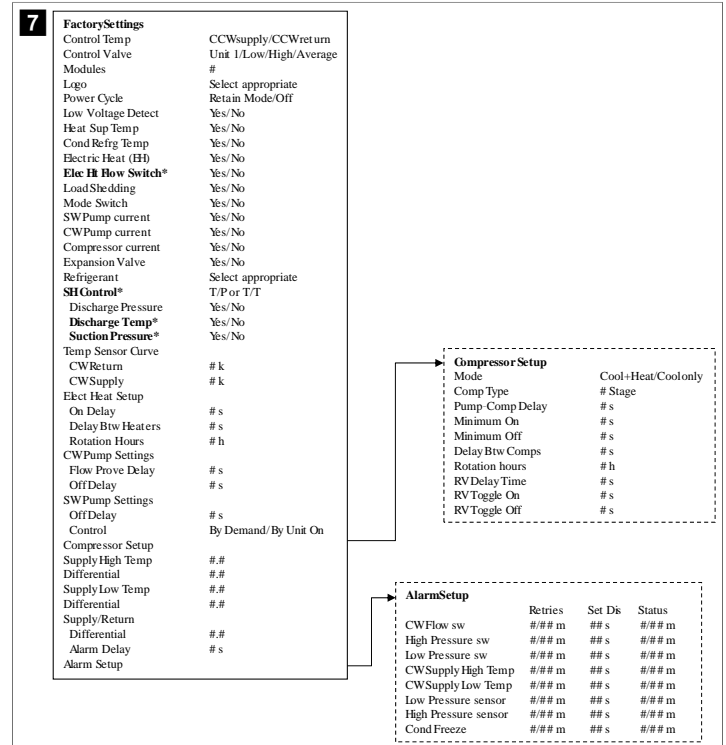 7
FactorySettings
Control Temp CCWsupply/CCWreturn
Control Valve Unit 1/Low/High/Average
Modules #
Logo Select appropriate
Power Cycle Retain Mode/Off
Low Voltage Detect Yes/No
Heat Sup Temp Yes/No
Cond Refrg Temp Yes/No
Electric Heat (EH) Yes/No
Elec Ht Flow Switch* Yes/No
Load Shedding Yes/No
Mode Switch Yes/No
SWPump current Yes/No
CWPump current Yes/No
Compressor current Yes/No
Expansion Valve Yes/No
Refrigerant Select appropriate
SHControl* T/P or T/T
Discharge Pressure Yes/No
Discharge Temp* Yes/No
Suction Pressure* Yes/No
Temp Sensor Curve
CWReturn # k
CWSupply # k
Elect Heat Setup
On Delay # s
Delay Btw Heaters # s
Rotation Hours # h
CWPump Settings
Flow Prove Delay # s
Off Delay # s
SWPump Settings
Off Delay # s
Control By Demand/By Unit On
Compressor Setup
Supply High Temp #.#
Differential #.#
Supply Low Temp #.#
Differential #.#
Supply/Return
Differential #.#
Alarm Delay # s
Alarm Setup
Compressor Setup
Mode Cool+Heat/Cool only
Comp Type # Stage
Pump-Comp Delay # s
Minimum On # s
Minimum Off # s
Delay Btw Comps # s
Rotation hours # h
RVDelay Time # s
RVToggle On # s
RVToggle Off # s
AlarmSetup
Retries Set Dis Status
CWFlow sw #/## m ## s #/## m
High Pressure sw #/## m ## s #/## m
Low Pressure sw #/## m ## s #/## m
CWSupply High Temp #/## m ## s #/## m
CWSupply Low Temp #/## m ## s #/## m
Low Pressure sensor #/## m ## s #/## m
High Pressure sensor #/## m ## s #/## m
Cond Freeze #/## m ## s #/## m